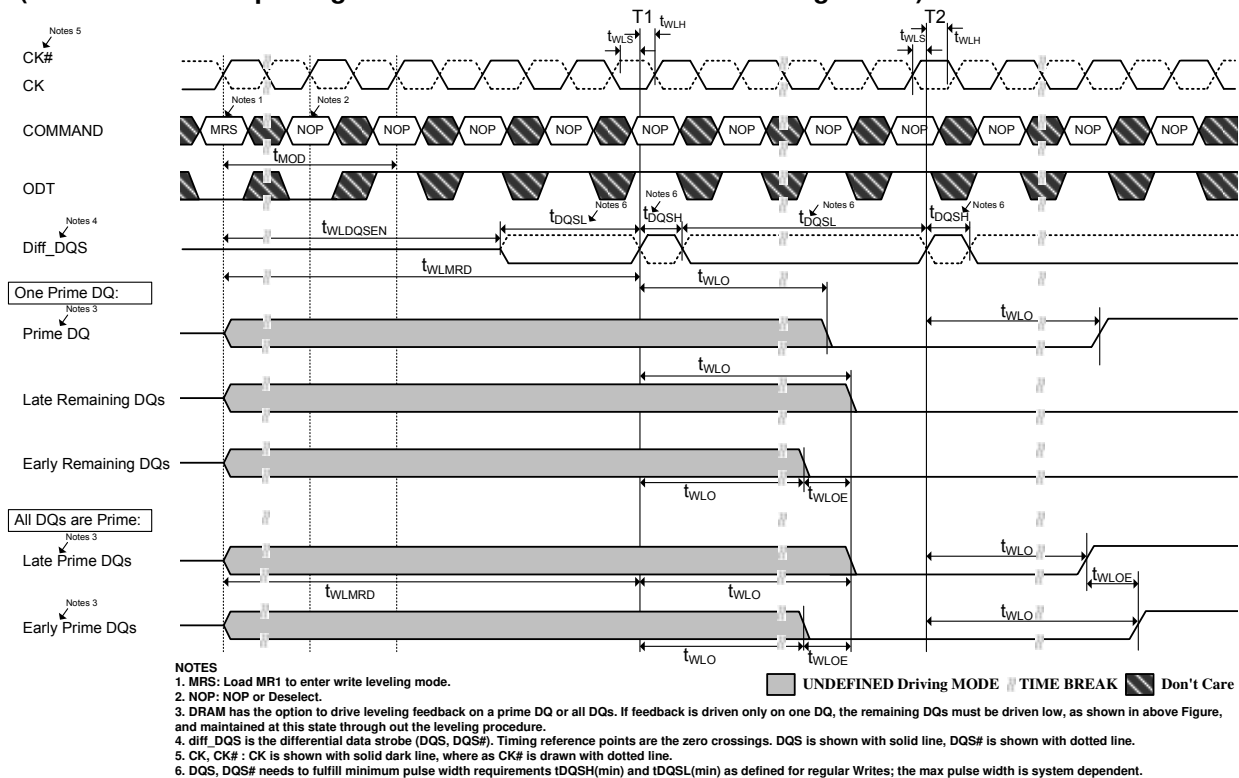 T1 T2
tWLS tWLH tWLS tWLH
Notes 5
CK#
CK
Notes 1 Notes 2
COMMAND MRS NOP NOP NOP NOP NOP NOP NOP NOP NOP NOP NOP
tMOD
ODT
Notes 6 Notes 6 Notes 6 Notes 6
tDQSL tDQSH tDQSL tDQSH
Notes 4
Diff_DQS
tWLDQSEN
tWLMRD tWLO
One Prime DQ:
Notes 3
Prime DQ
tWLO
tWLO
Late Remaining DQs
Early Remaining DQs
tWLO tWLOE
All DQs are Prime:
Notes 3
Late Prime DQs
tWLO
tWLOE
tWLMRD tWLO
Notes 3
Early Prime DQs
tWLO
tWLO tWLOE
NOTES
1. MRS: Load MR1 to enter write leveling mode.
UNDEFINED Driving MODE TIME BREAK Don't Care
2. NOP: NOP or Deselect.
3. DRAM has the option to drive leveling feedback on a prime DQ or all DQs. If feedback is driven only on one DQ, the remaining DQs must be driven low, as shown in above Figure,
and maintained at this state through out the leveling procedure.
4. diff_DQS is the differential data strobe (DQS, DQS#). Timing reference points are the zero crossings. DQS is shown with solid line, DQS# is shown with dotted line.
5. CK, CK# : CK is shown with solid dark line, where as CK# is drawn with dotted line.
6. DQS, DQS# needs to fulfill minimum pulse width requirements tDQSH(min) and tDQSL(min) as defined for regular Writes; the max pulse width is system dependent.